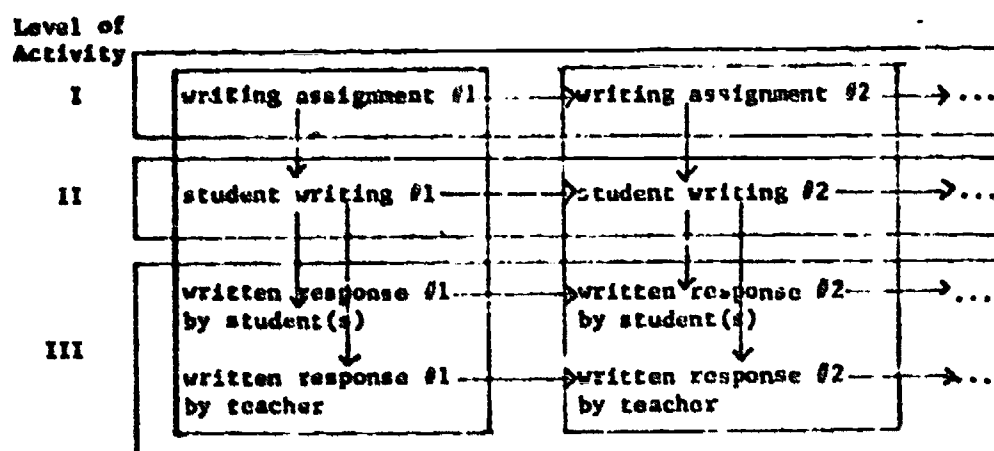 Level of
Activity
I writing assignment #1 writing assignment #2 ...
II student writing #1 student writing #2 ...
written response #1 written response #2 ...
by student(s) by student(s)
III
written response #1 written response #2 ...
by teacher by teacher